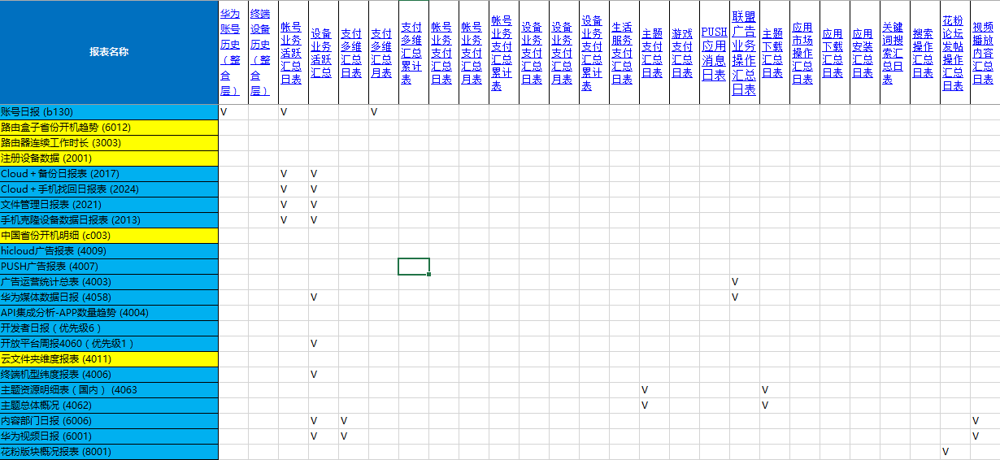 报表名称
华为账号历史（整合层）
终端设备历史（整合层）
帐号业务活跃汇总日表
设备业务活跃汇总
支付多维汇总日表
支付多维汇总月表
支付多维汇总累计表
帐号业务支付汇总日表
帐号业务支付汇总月表
帐号业务支付汇总累计表
设备业务支付汇总日表
设备业务支付汇总月表
设备业务支付汇总累计表
生活服务支付汇总日表
主题支付汇总日表
游戏支付汇总日表
PUSH应用消息日表
联盟广告业务操作汇总日表
主题下载汇总日表
应用市场操作汇总日表
应用下载汇总日表
应用安装汇总日表
关键词搜索汇总日表
搜索操作汇总日表
花粉论坛发帖操作汇总日表
视频播放内容汇总日表
账号日报 (b130) V V V
路由盒子省份开机趋势 (6012)
路由器连续工作时长 (3003)
注册设备数据 (2001)
Cloud＋备份日报表 (2017) V V
Cloud＋手机找回日报表 (2024) V V
文件管理日报表 (2021) V V
手机克隆设备数据日报表 (2013) V V
中国省份开机明细 (c003)
hicloud广告报表 (4009)
PUSH广告报表 (4007)
广告运营统计总表 (4003) V
华为媒体数据日报 (4058) V V
API集成分析-APP数量趋势 (4004)
开发者日报（优先级6）
开放平台周报4060（优先级1） V
云文件夹维度报表 (4011)
终端机型纬度报表 (4006) V
主题资源明细表（国内） (4063 V V
主题总体概况 (4062) V V
内容部门日报 (6006) V V V
华为视频日报 (6001) V V V
花粉版块概况报表 (8001) V